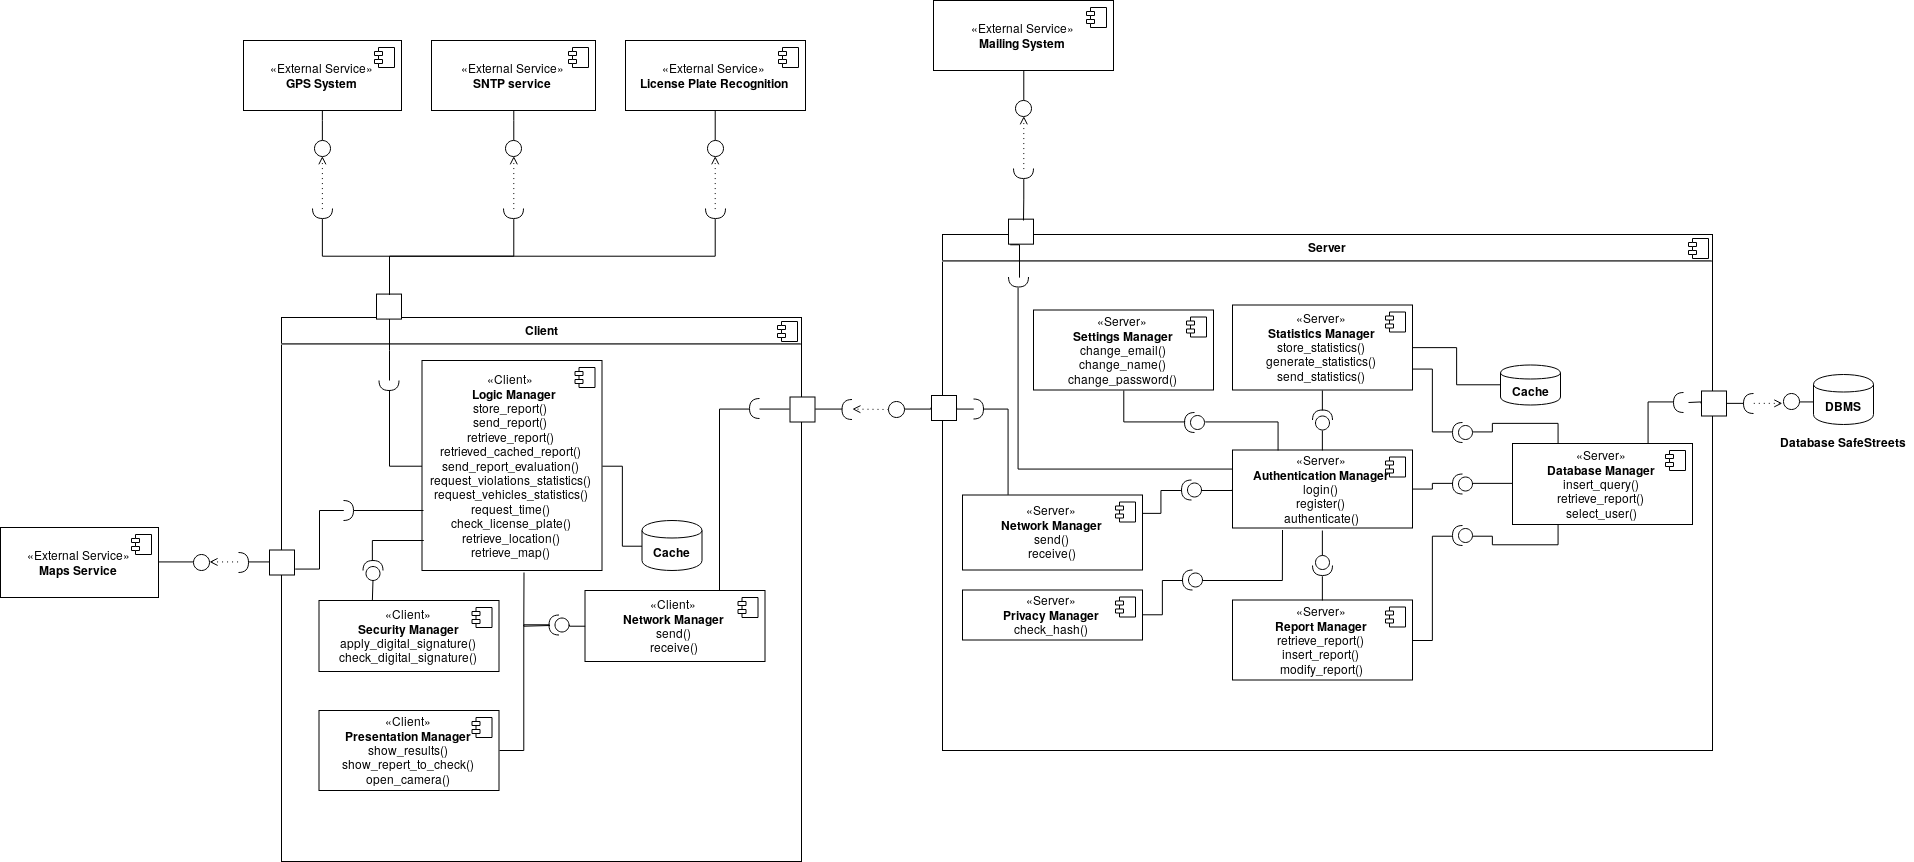 «External Service»
Mailing System
«External Service»
GPS System
«External Service»
SNTP service
«External Service»
License Plate Recognition
Server
Client
«Client»
Logic Manager
store_report()
send_report()
retrieve_report()
retrieved_cached_report()
send_report_evaluation()
request_violations_statistics()
request_vehicles_statistics()
request_time()
check_license_plate()
retrieve_location()
retrieve_map()
Cache
«External Service»
Maps Service
«Client»
Security Manager
apply_digital_signature()
check_digital_signature()
«Client»
Network Manager
send()
receive()
«Client»
Presentation Manager
show_results()
show_repert_to_check()
open_camera()
«Server»
Settings Manager
change_email()
change_name()
change_password()
«Server»
Statistics Manager
store_statistics()
generate_statistics()
send_statistics()
Cache
DBMS
Database SafeStreets
«Server»
Authentication Manager
login()
register()
authenticate()
«Server»
Database Manager
insert_query()
retrieve_report()
select_user()
«Server»
Network Manager
send()
receive()
«Server»
Privacy Manager
check_hash()
«Server»
Report Manager
retrieve_report()
insert_report()
modify_report()